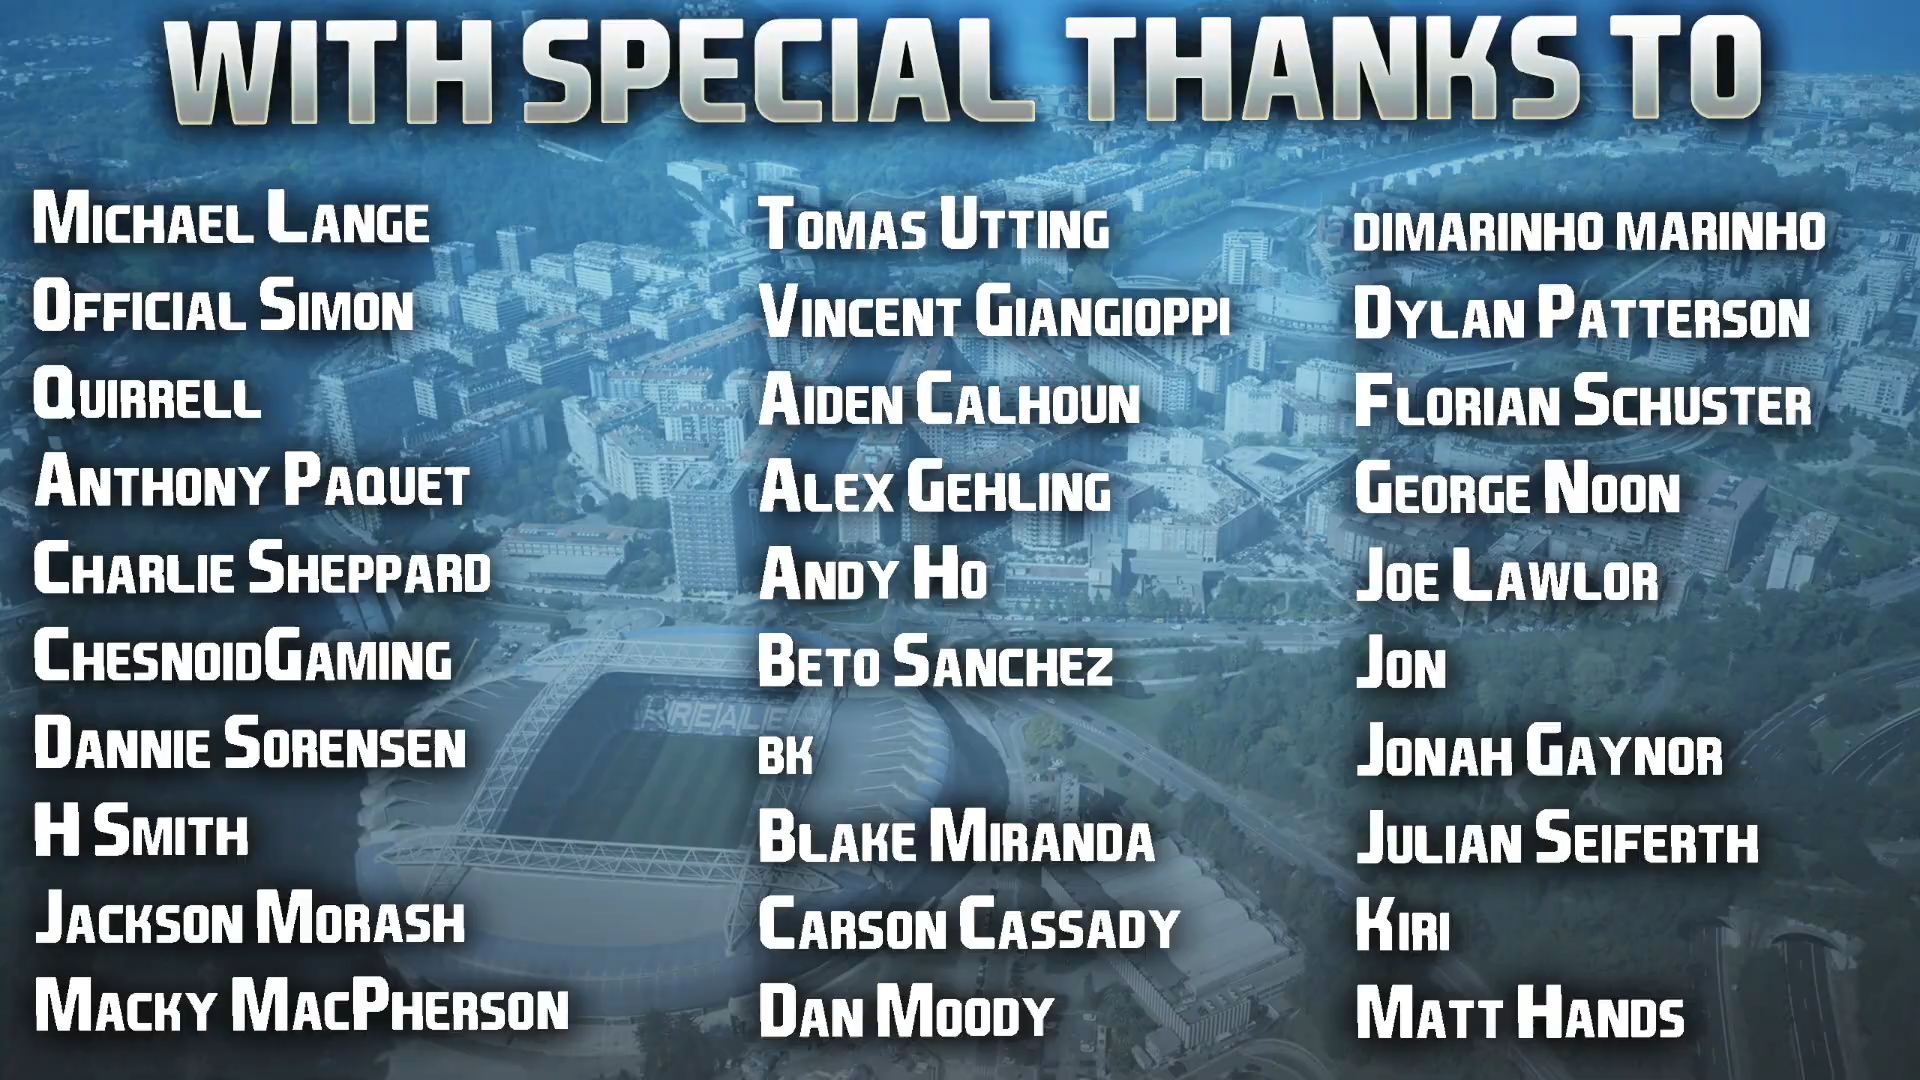 WITH SPECIAL THANKS TO
Michael Lange
Official Simon
Quirrell
Anthony Paquet
Charlie Sheppard
ChesnoidGaming
Dannie Sorensen
H Smith
Jackson Morash
Macky MacPherson
Tomas Utting
Vincent Giangioppi
Aiden Calhoun
Alex Gehling
Andy Ho
Beto Sanchez
bk
Blake Miranda
Carson Cassady
Dan Moody
dimarinho marinho
Dylan Patterson
Florian Schuster
George Noon
Joe Lawlor
Jon
Jonah Gaynor
Julian Seiferth
Kiri
Matt Hands